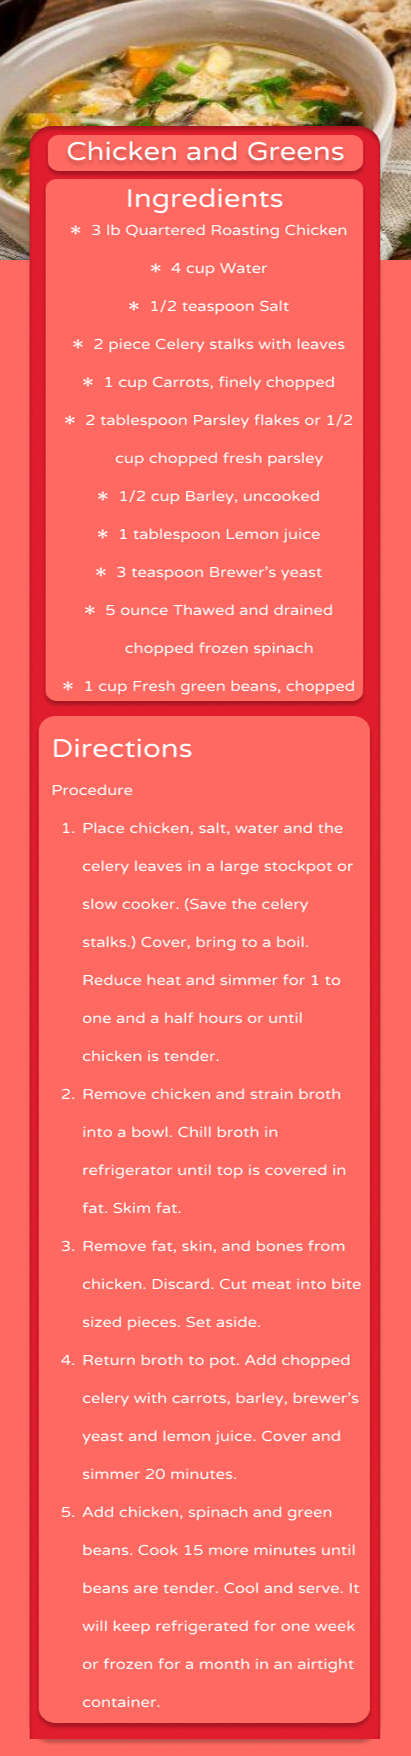 Chicken and Greens
Ingredients
* 3 lb Quartered Roasting Chicken
* 4 cup Water
* 1/2 teaspoon Salt
* 2 piece Celery stalks with leaves
* 1 cup Carrots, finely chopped
* 2 tablespoon Parsley flakes or 1/2
cup chopped fresh parsley
* 1/2 cup Barley, uncooked
* 1 tablespoon Lemon juice
* 3 teaspoon Brewer's yeast
* 5 ounce Thawed and drained
chopped frozen spinach
* 1 cup Fresh green beans, chopped
Directions
Procedure
1. Place chicken, salt, water and the
celery leaves in a large stockpot or
slow cooker. (Save the celery
stalks.) Cover, bring to a boil.
Reduce heat and simmer for 1 to
one and a half hours or until
chicken is tender.
2. Remove chicken and strain broth
into a bowl. Chill broth in
refrigerator until top is covered in
fat. Skim fat.
3. Remove fat, skin, and bones from
chicken. Discard. Cut meat into bite
sized pieces. Set aside.
4. Return broth to pot. Add chopped
celery with carrots, barley, brewer's
yeast and lemon juice. Cover and
simmer 20 minutes.
5. Add chicken, spinach and green
beans. Cook 15 more minutes until
beans are tender. Cool and serve. It
will keep refrigerated for one week
or frozen for a month in an airtight
container.